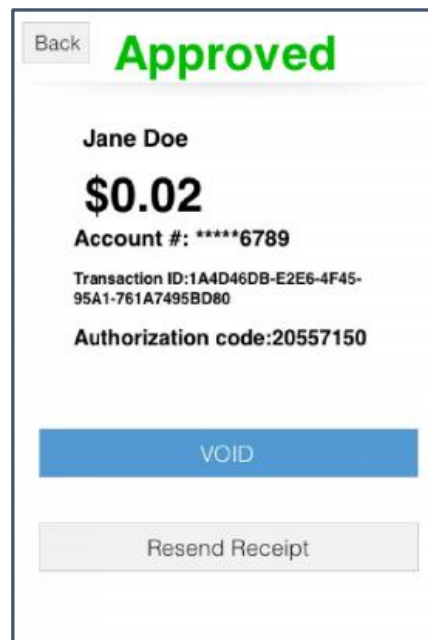 Back
Approved
Jane Doe
$0.02
Account #: *****6789
Transaction ID:1A4D46DB-E2E6-4F45-
95A1-761A7495BD80
Authorization code:20557150
VOID
Resend Receipt